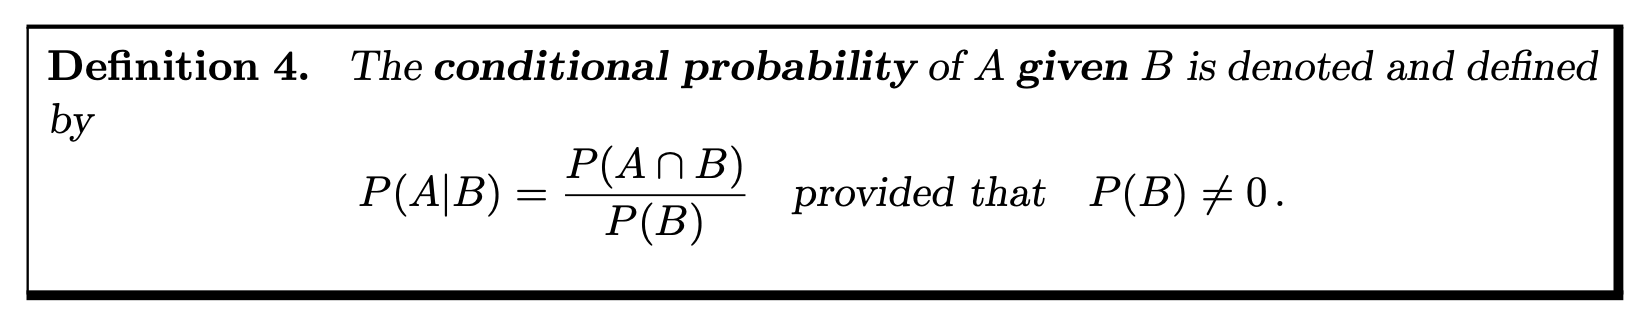 Definition 4. The conditional probability of A given B is denoted and defined
by
P(A|B) = P(A ∩ B) / P(B) provided that P(B) ≠ 0 .